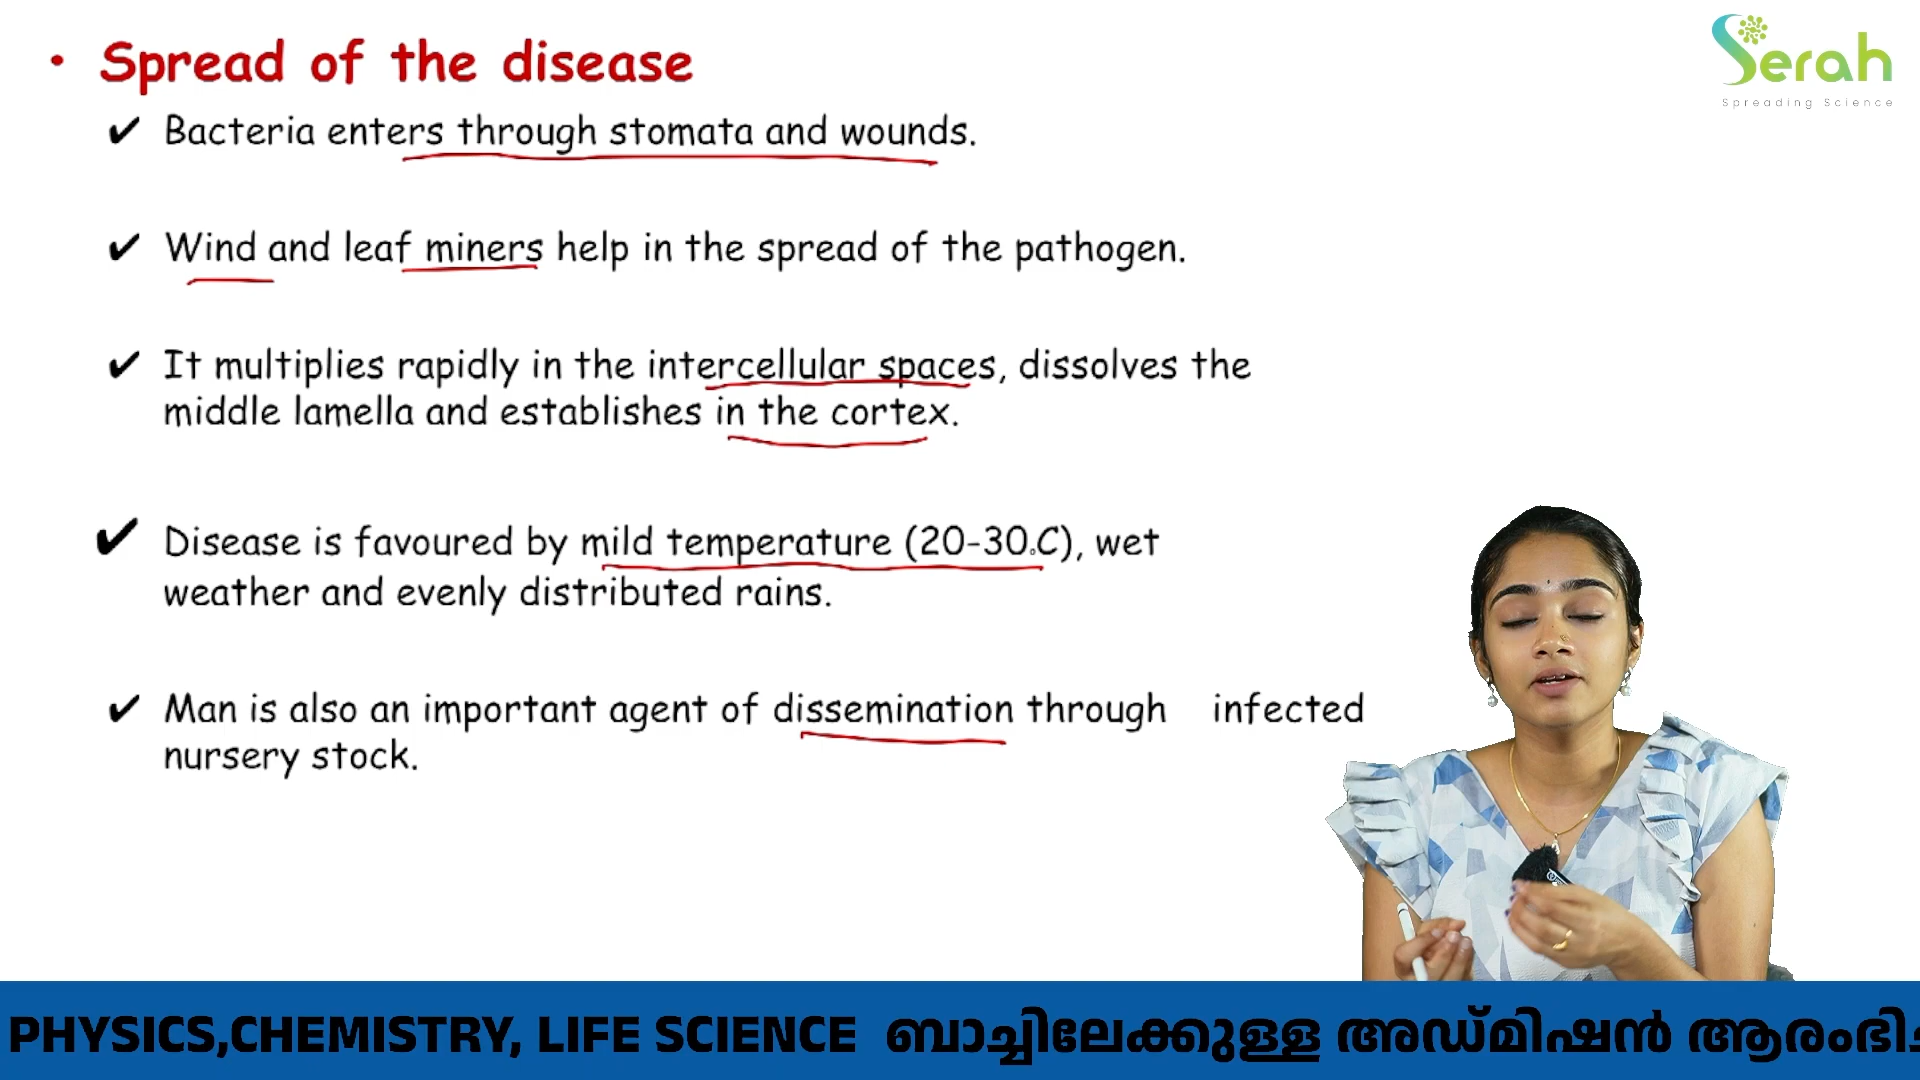 • Spread of the disease
✔ Bacteria enters through stomata and wounds.
✔ Wind and leaf miners help in the spread of the pathogen.
✔ It multiplies rapidly in the intercellular spaces, dissolves the
middle lamella and establishes in the cortex.
✔ Disease is favoured by mild temperature (20-30.C), wet
weather and evenly distributed rains.
✔ Man is also an important agent of dissemination through infected
nursery stock.
Serah
Spreading Science
PHYSICS,CHEMISTRY, LIFE SCIENCE ബാച്ചിലേക്കുള്ള അഡ്മിഷൻ